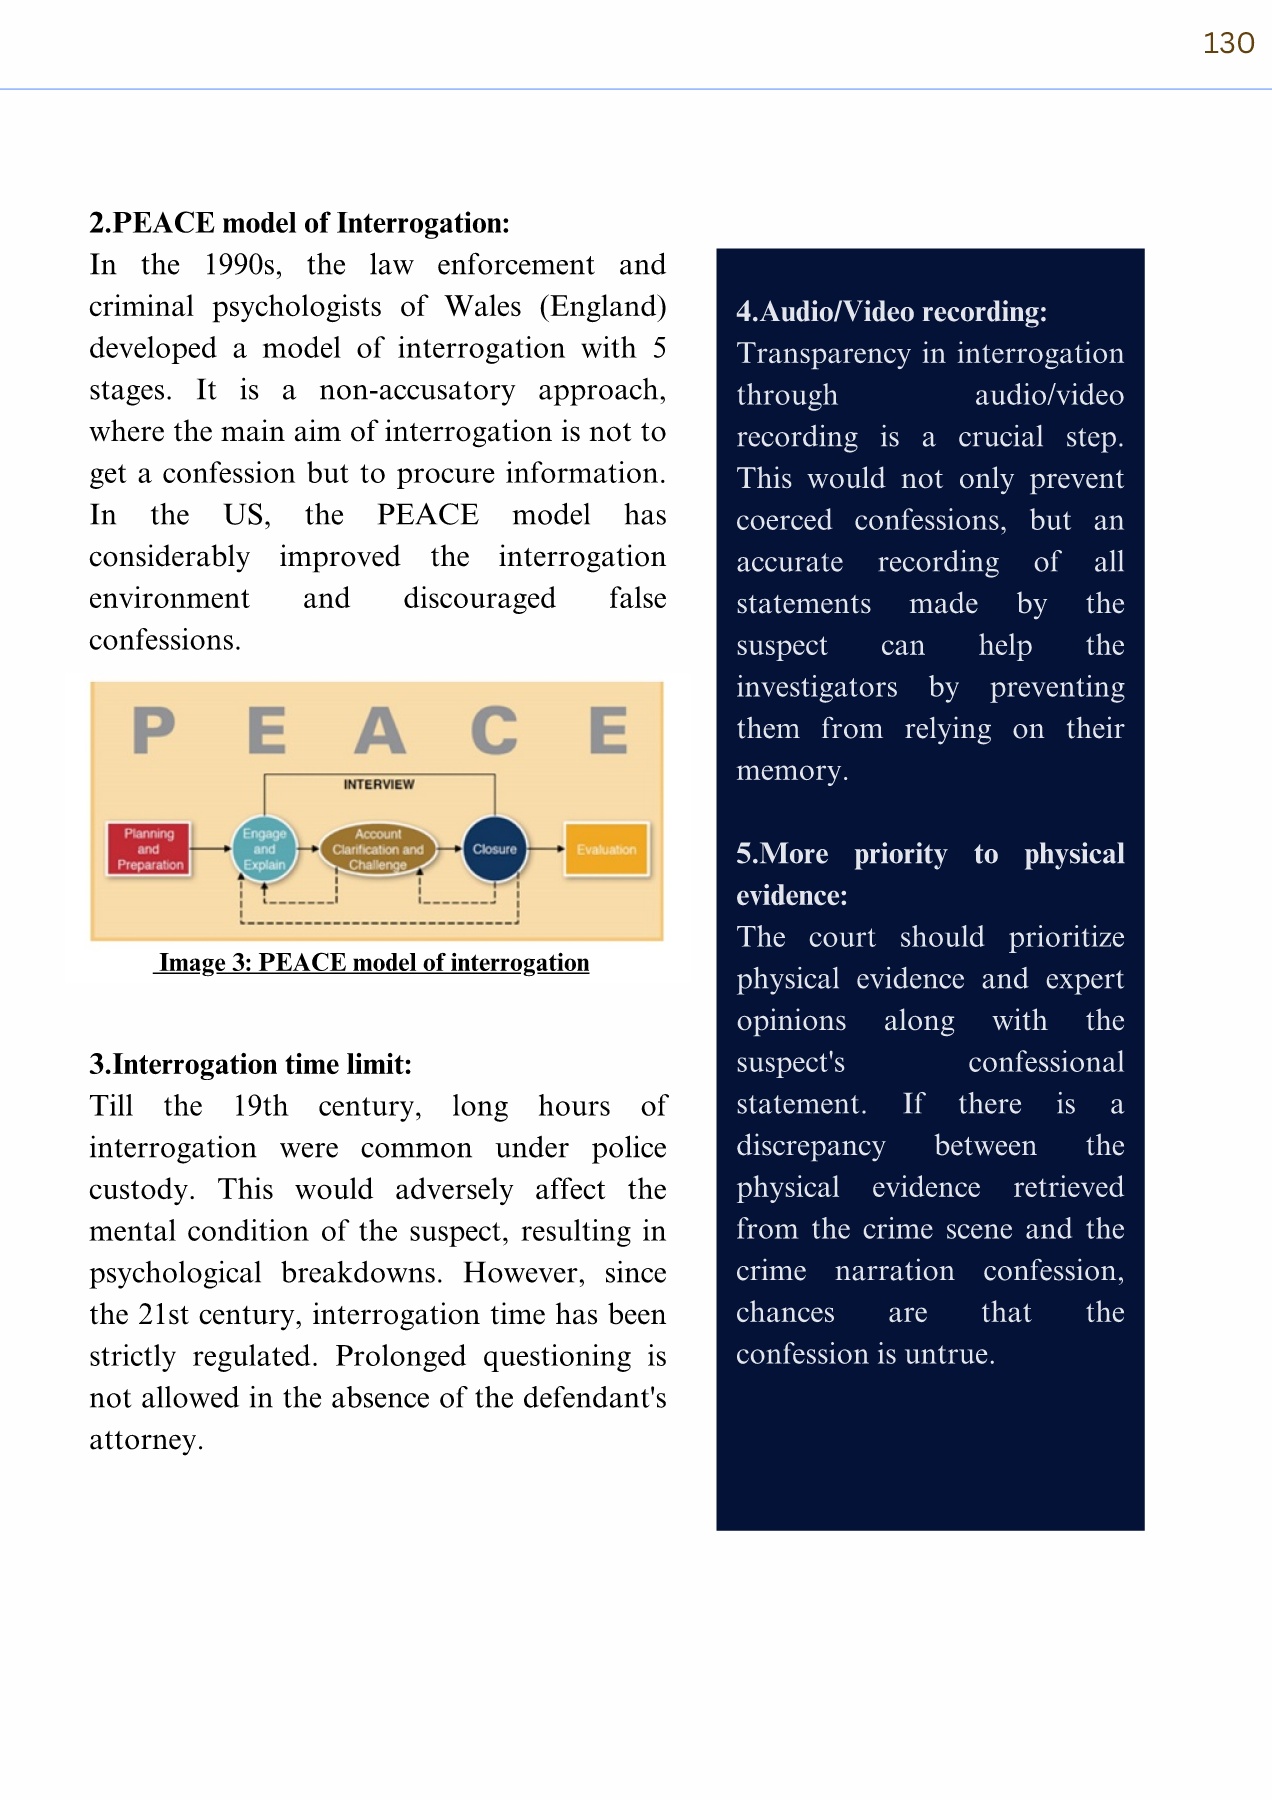 130
2.PEACE model of Interrogation:
In the 1990s, the law enforcement and
criminal psychologists of Wales (England)
developed a model of interrogation with 5
stages. It is a non-accusatory approach,
where the main aim of interrogation is not to
get a confession but to procure information.
In the US, the PEACE model has
considerably improved the interrogation
environment and discouraged false
confessions.
P E A C E
INTERVIEW
Planning
and
Preparation
Engage
and
Explain
Account
Clarification and
Challenge
Closure
Evaluation
Image 3: PEACE model of interrogation
3.Interrogation time limit:
Till the 19th century, long hours of
interrogation were common under police
custody. This would adversely affect the
mental condition of the suspect, resulting in
psychological breakdowns. However, since
the 21st century, interrogation time has been
strictly regulated. Prolonged questioning is
not allowed in the absence of the defendant's
attorney.
4.Audio/Video recording:
Transparency in interrogation
through audio/video
recording is a crucial step.
This would not only prevent
coerced confessions, but an
accurate recording of all
statements made by the
suspect can help the
investigators by preventing
them from relying on their
memory.
5.More priority to physical
evidence:
The court should prioritize
physical evidence and expert
opinions along with the
suspect's confessional
statement. If there is a
discrepancy between the
physical evidence retrieved
from the crime scene and the
crime narration confession,
chances are that the
confession is untrue.